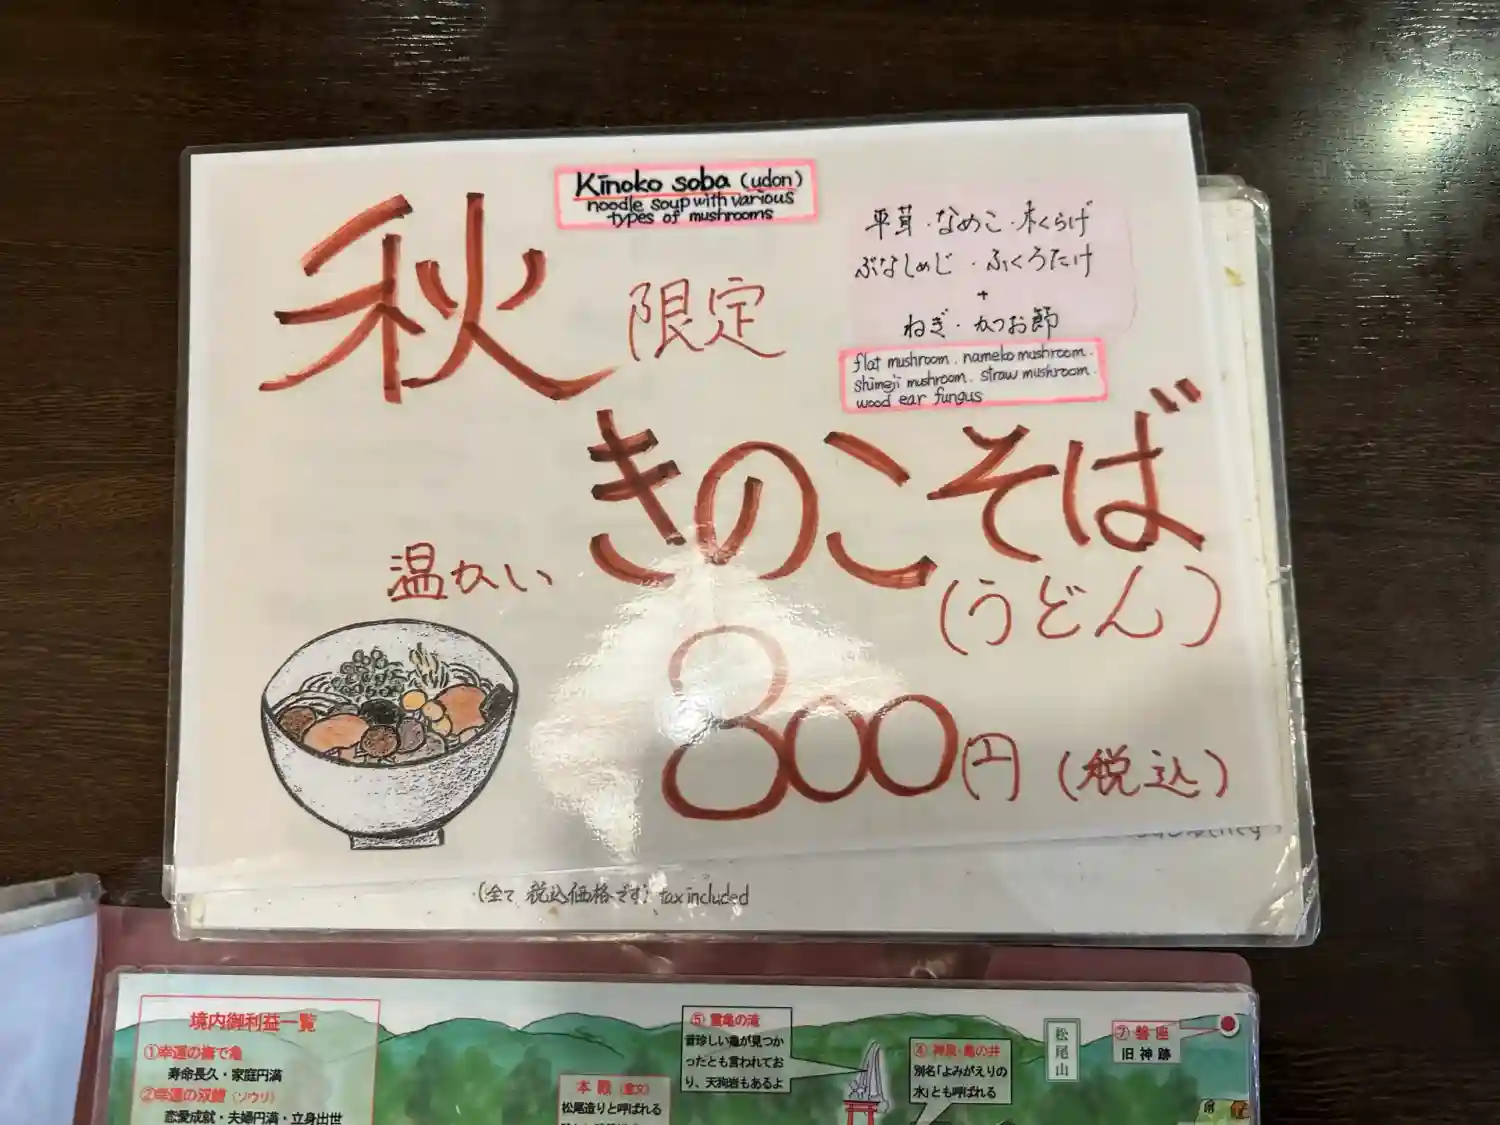 Kinoko soba (udon)
noodle soup with various
types of mushrooms
秋
限定
平茸・なめこ・木くらげ
ぶなしめじ・ふくろたけ
+
ねぎ・かつお節
flat mushroom. nameko mushroom.
shimeji mushroom. straw mushroom.
wood ear fungus
温かい
きのこそば
(うどん)
800円(税込)
(全て税込価格です) tax included
境内御利益一覧
①幸運の撫で亀
寿命長久・家庭円満
②幸運の双鯉(ソウリ)
恋愛成就・夫婦円満・立身出世
本殿(重文)
松尾造りと呼ばれる
⑤霊亀の滝
昔珍しい亀が見つか
ったとも言われてお
り、天狗岩もあるよ
④神泉・亀の井
別名「よみがえりの
水」とも呼ばれる
松尾山
⑦磐座
旧神跡